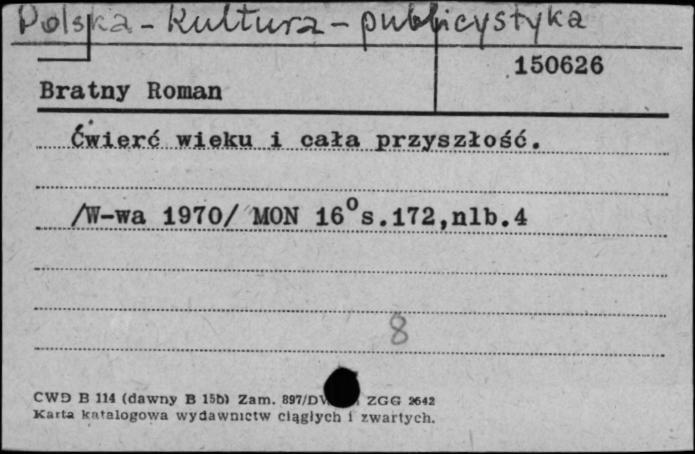 Polska - Kultura - publicystyka
150626
Bratny Roman
Ćwierć wieku i cała przyszłość.
/W-wa 1970/ MON 16° s.172,nlb.4
8
CWD B 114 (dawny B 15b) Zam. 897/DW ZGG 2642
Karta katalogowa wydawnictw ciągłych i zwartych.